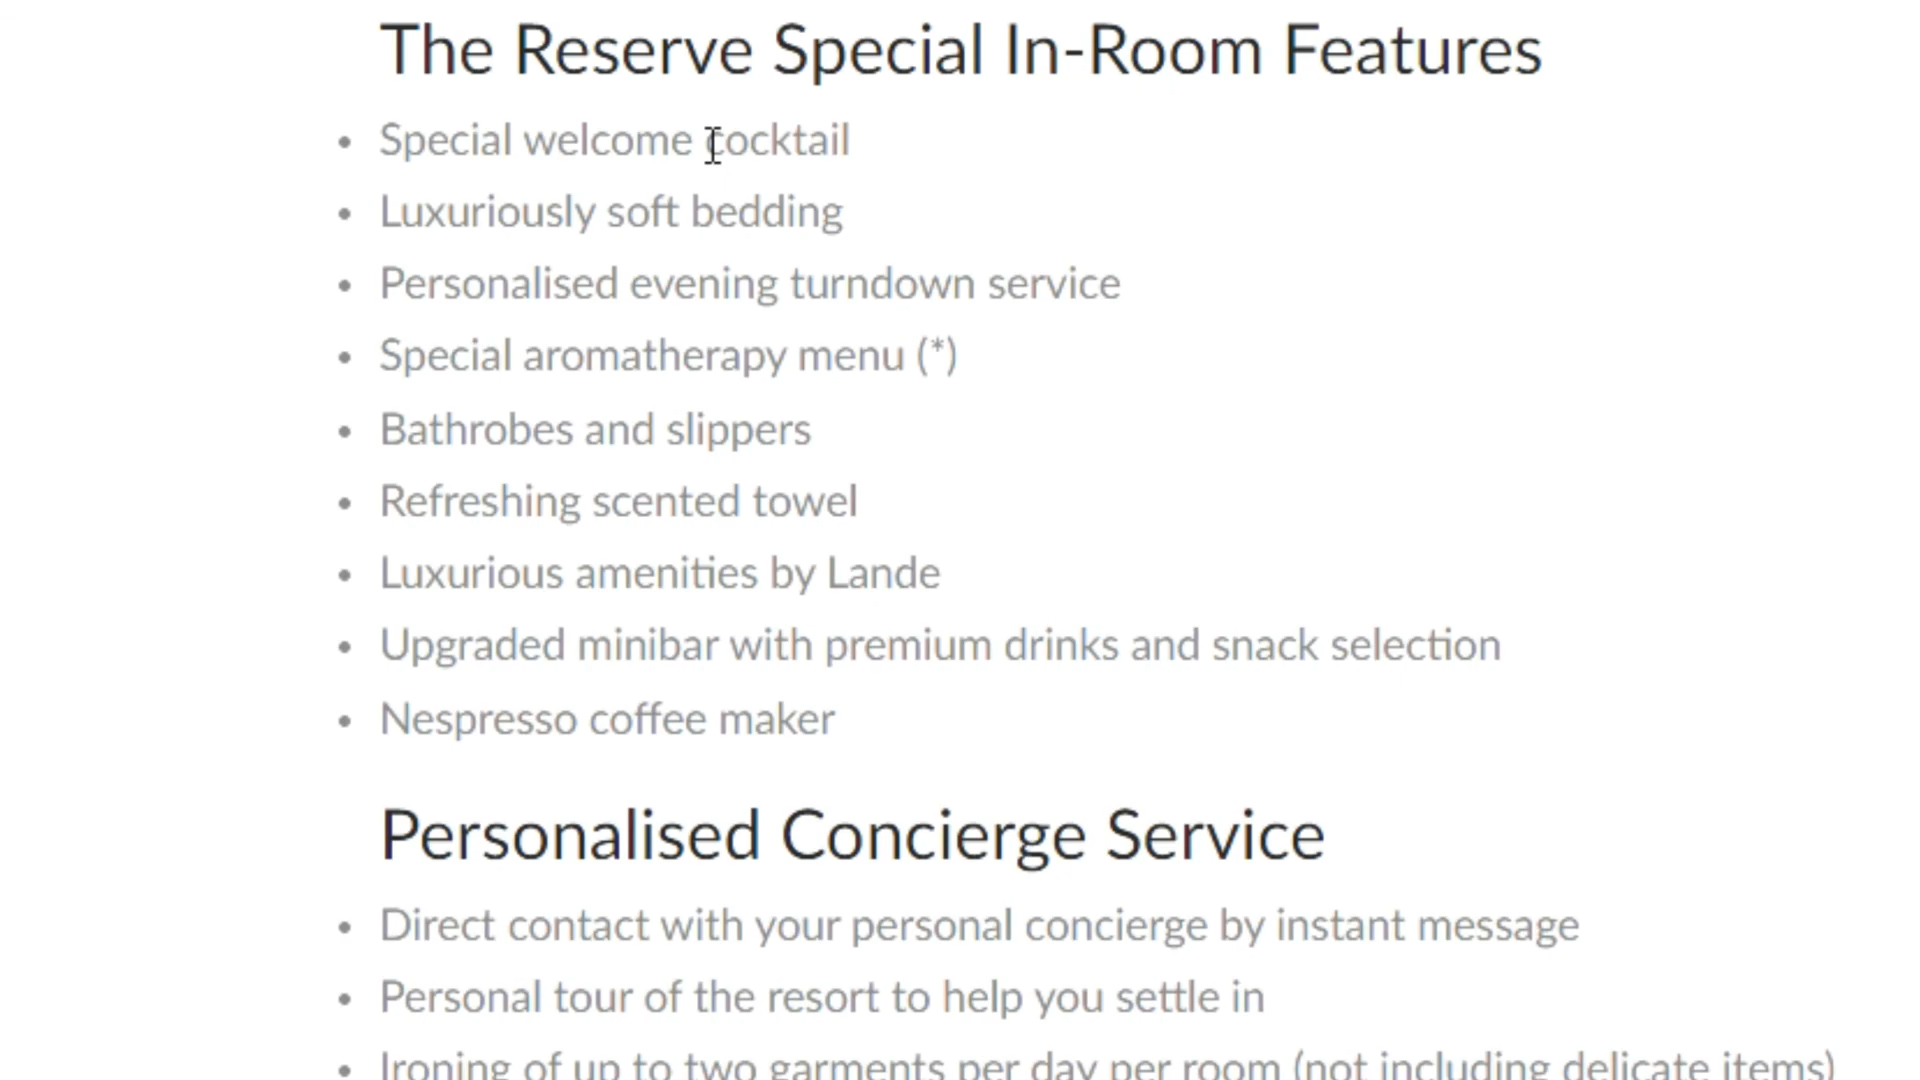 The Reserve Special In-Room Features
• Special welcome cocktail
• Luxuriously soft bedding
• Personalised evening turndown service
• Special aromatherapy menu (*)
• Bathrobes and slippers
• Refreshing scented towel
• Luxurious amenities by Lande
• Upgraded minibar with premium drinks and snack selection
• Nespresso coffee maker
Personalised Concierge Service
• Direct contact with your personal concierge by instant message
• Personal tour of the resort to help you settle in
• Ironing of up to two garments per day per room (not including delicate items)